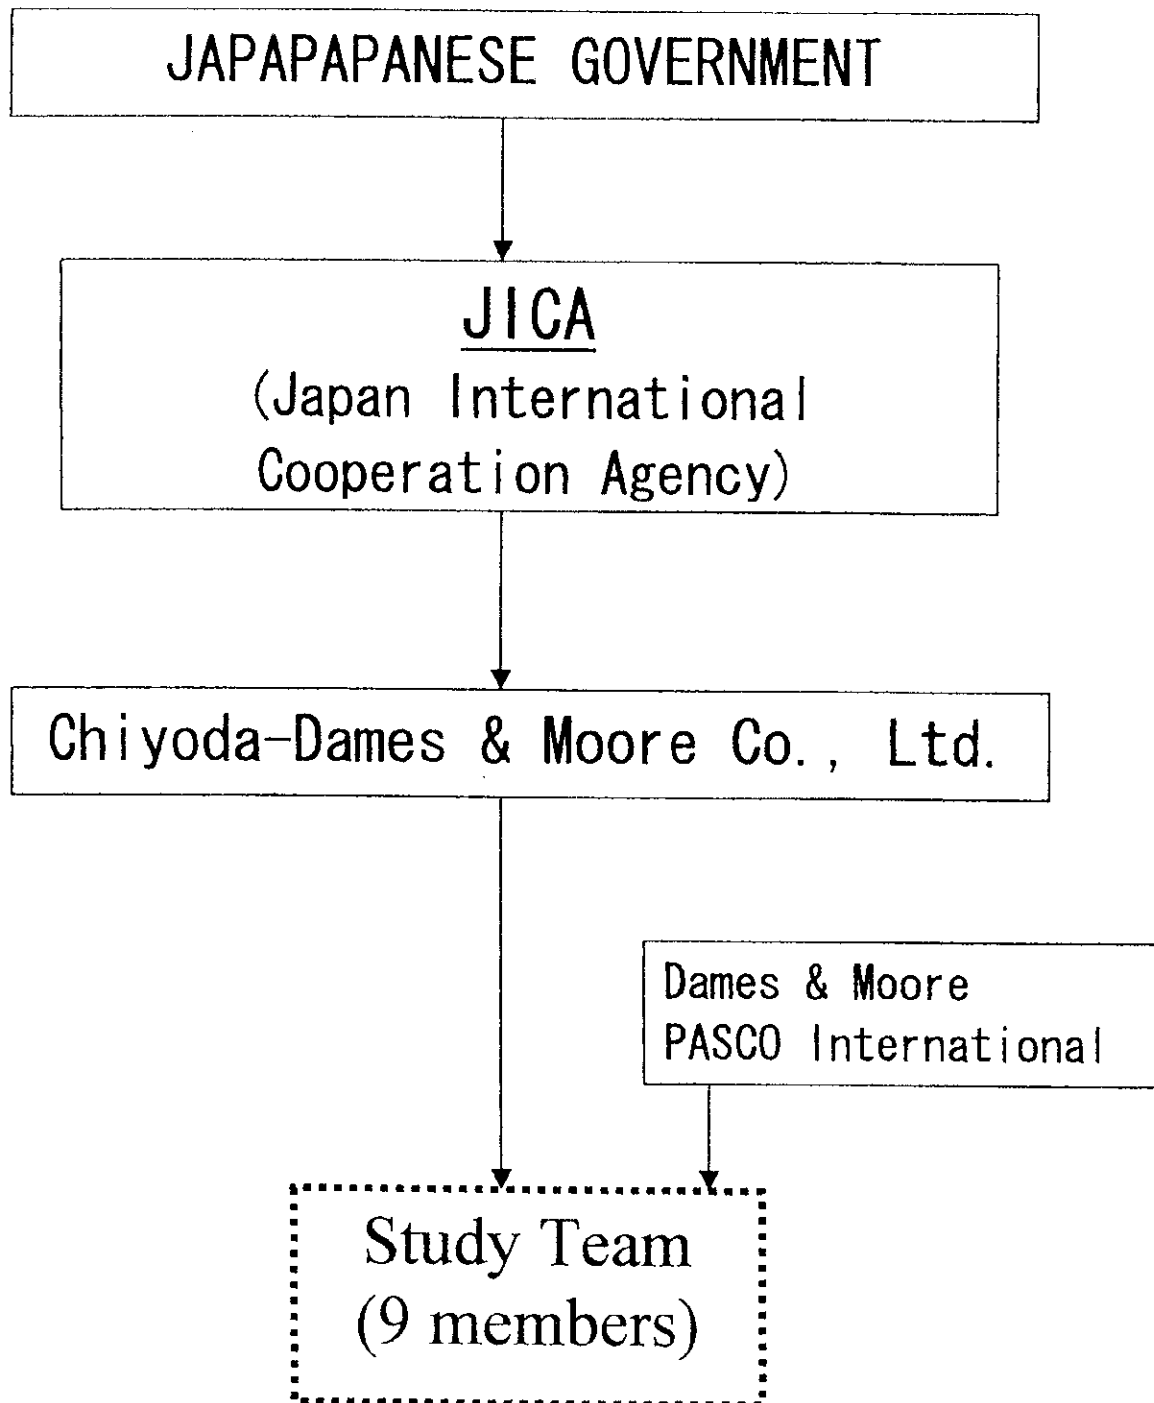 JAPAPAPANESE GOVERNMENT
JICA
(Japan International
Cooperation Agency)
Chiyoda-Dames & Moore Co., Ltd.
Dames & Moore
PASCO International
Study Team
(9 members)